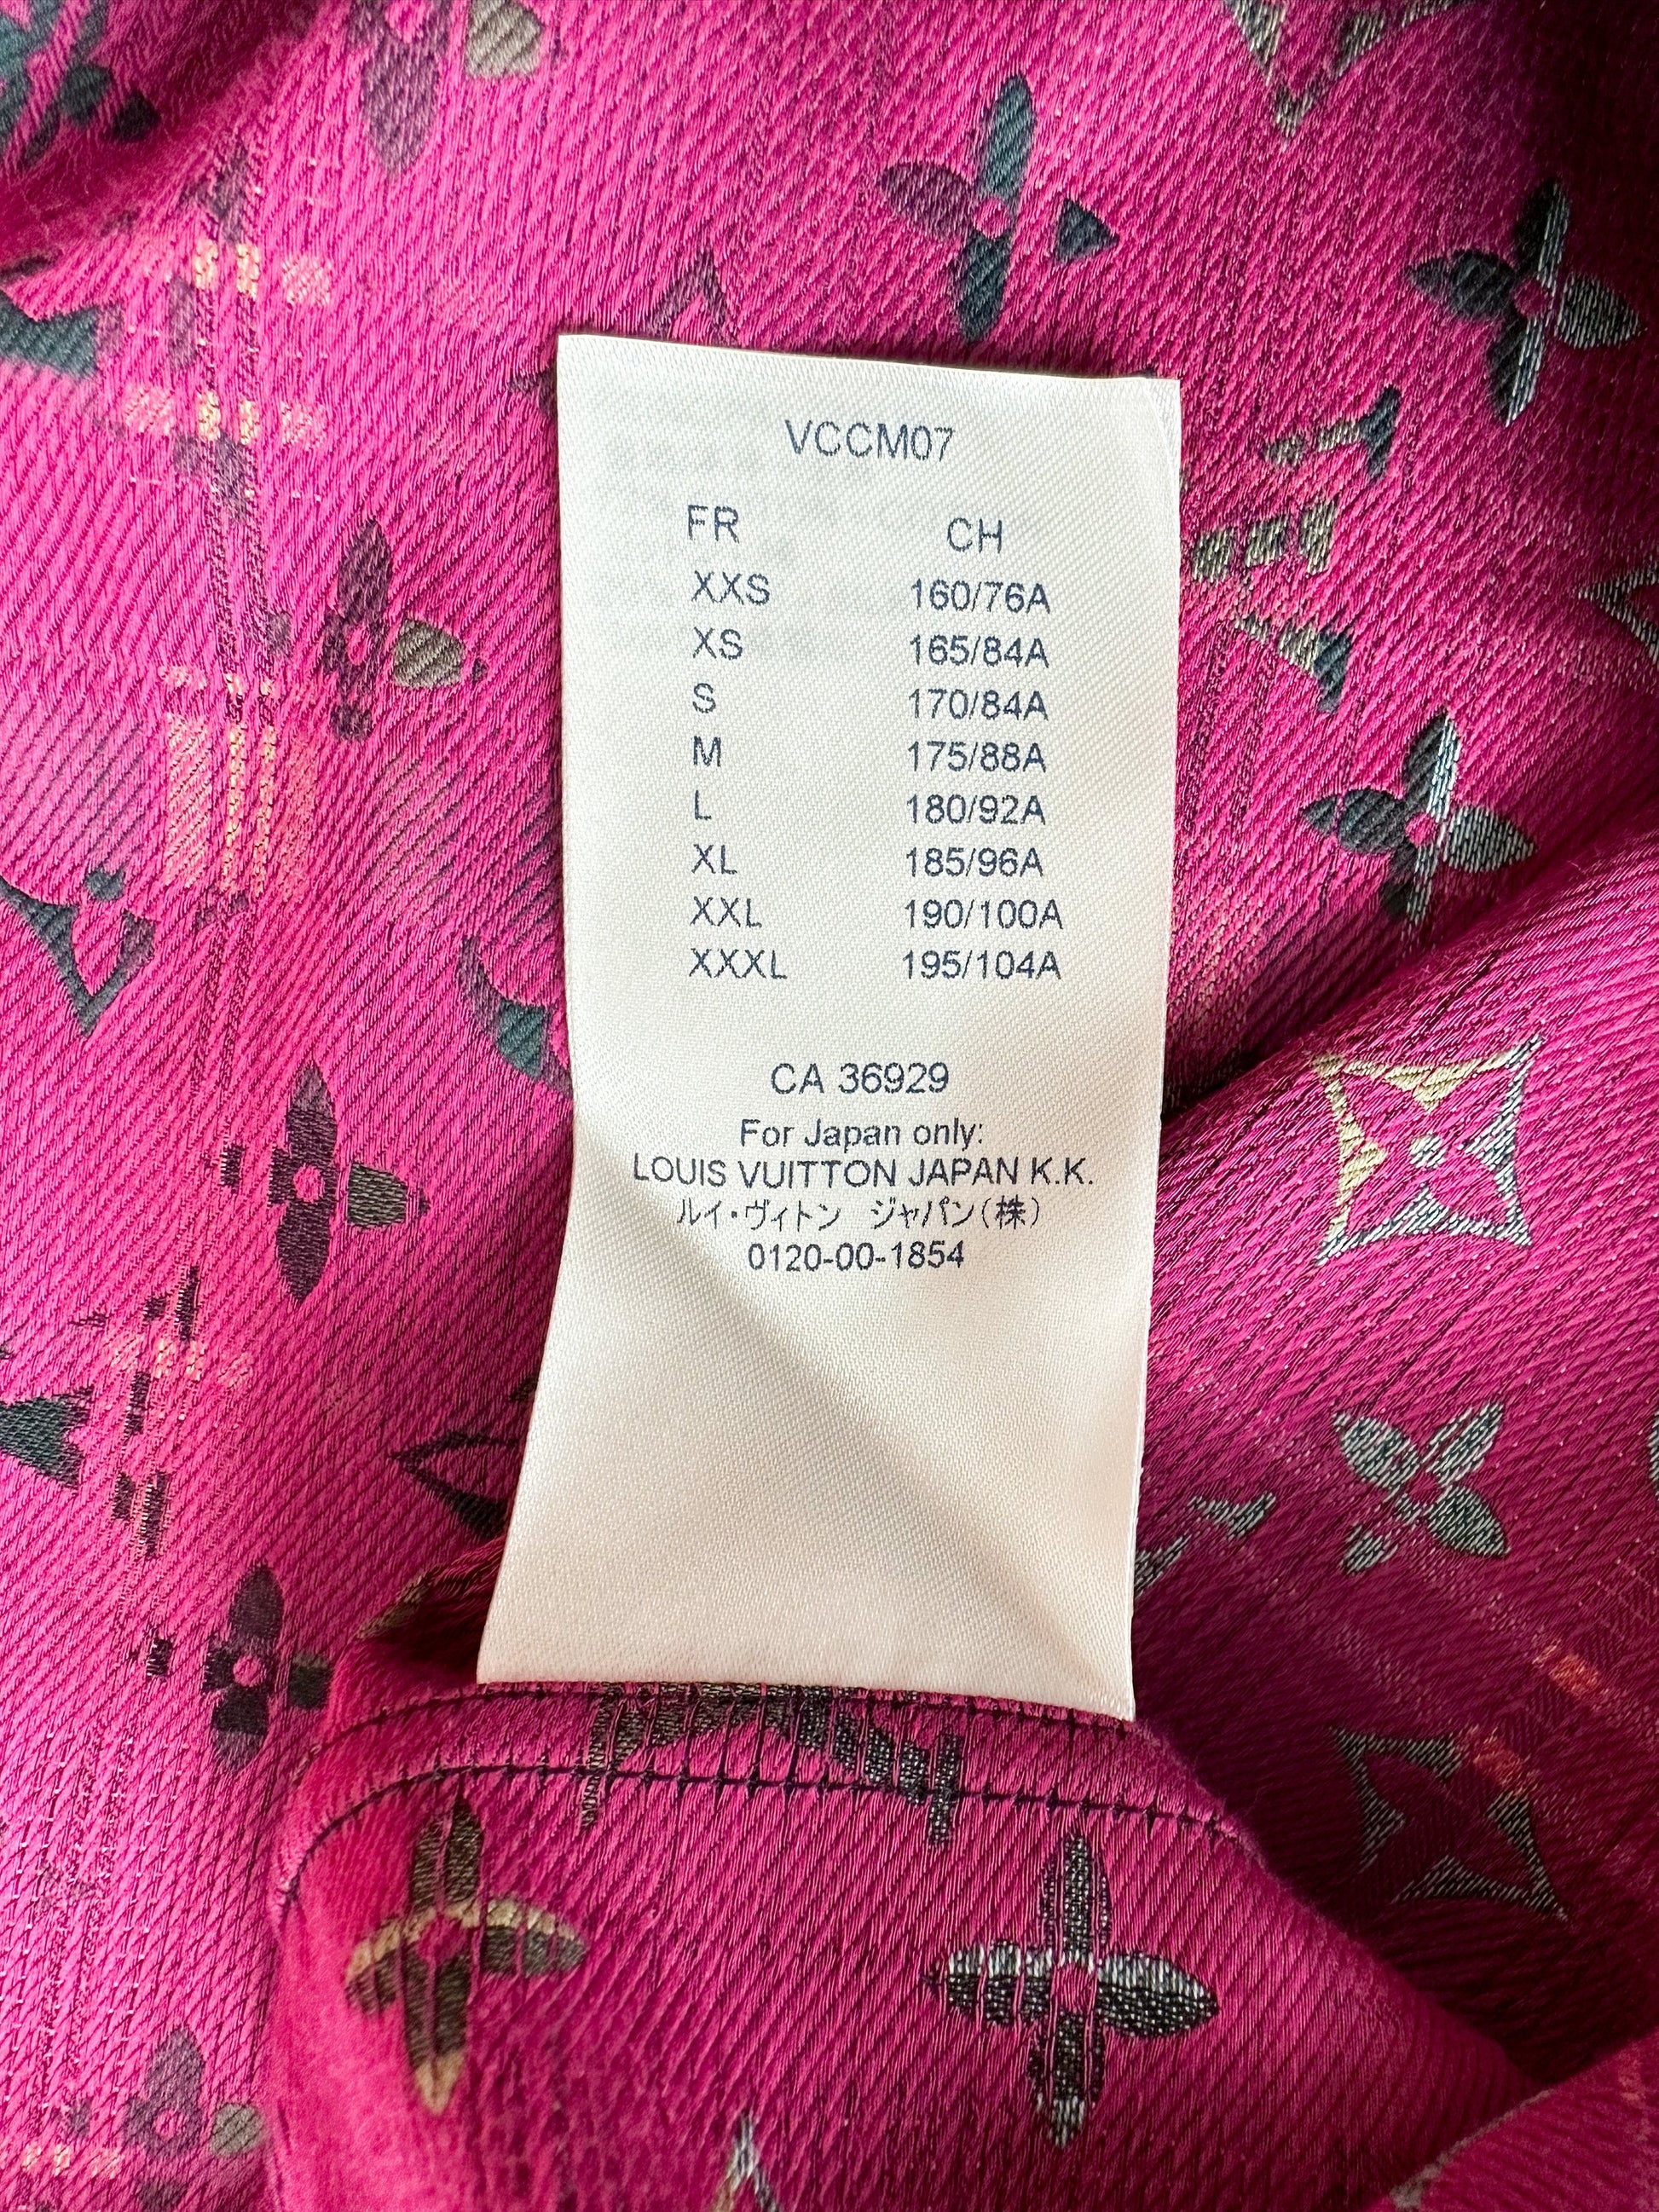 VCCM07
FR CH
XXS 160/76A
XS 165/84A
S 170/84A
M 175/88A
L 180/92A
XL 185/96A
XXL 190/100A
XXXL 195/104A
CA 36929
For Japan only:
LOUIS VUITTON JAPAN K.K.
ルイ・ヴィトン ジャパン(株)
0120-00-1854